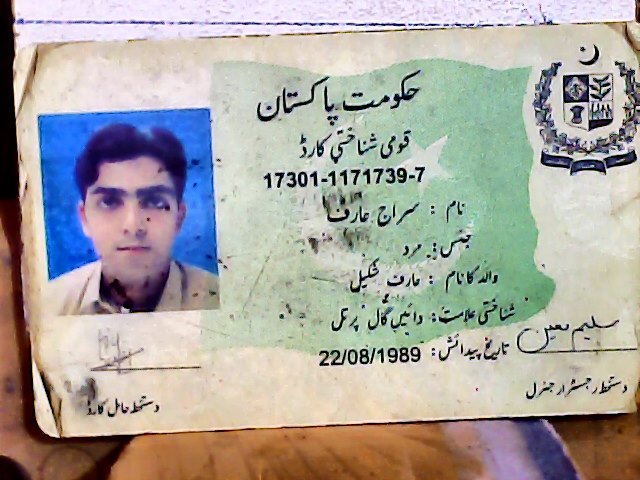 حکومت پاکستان
قومی شناختی کارڈ
17301-1171739-7
نام : سراج عارف
جنس : مرد
والد کا نام : عارف شکیل
شناختی علامت : دائیں گال پر تل
تاریخ پیدائش : 22/08/1989
سلیم معین
دستخط رجسٹرار جنرل
دستخط حامل کارڈ